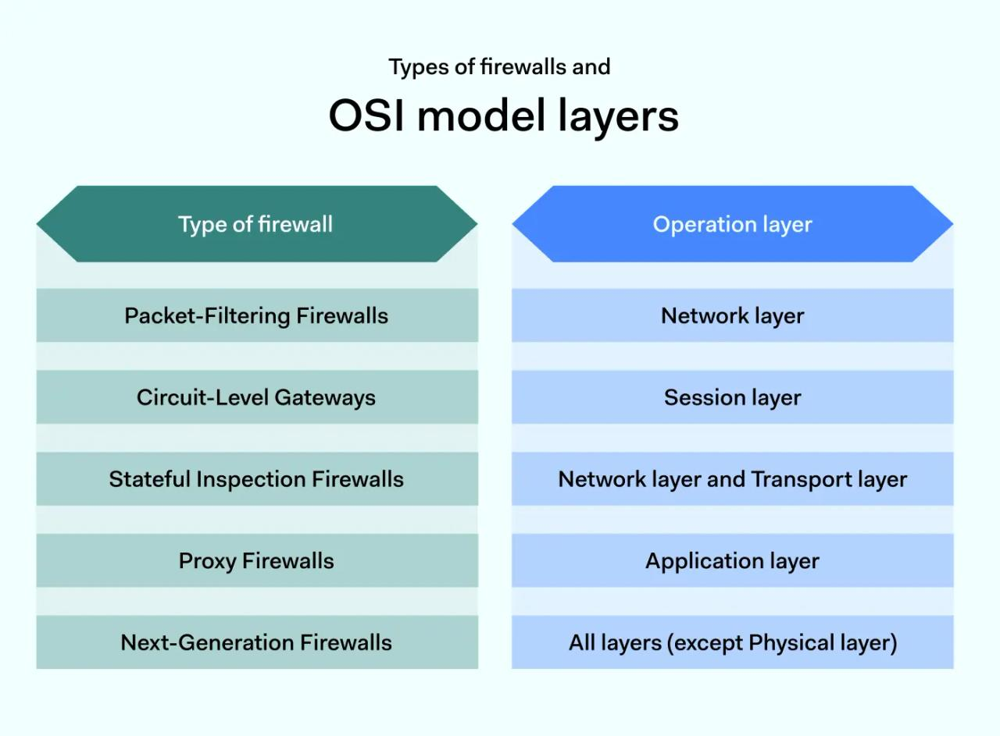 Types of firewalls and
OSI model layers
Type of firewall
Operation layer
Packet-Filtering Firewalls
Network layer
Circuit-Level Gateways
Session layer
Stateful Inspection Firewalls
Network layer and Transport layer
Proxy Firewalls
Application layer
Next-Generation Firewalls
All layers (except Physical layer)